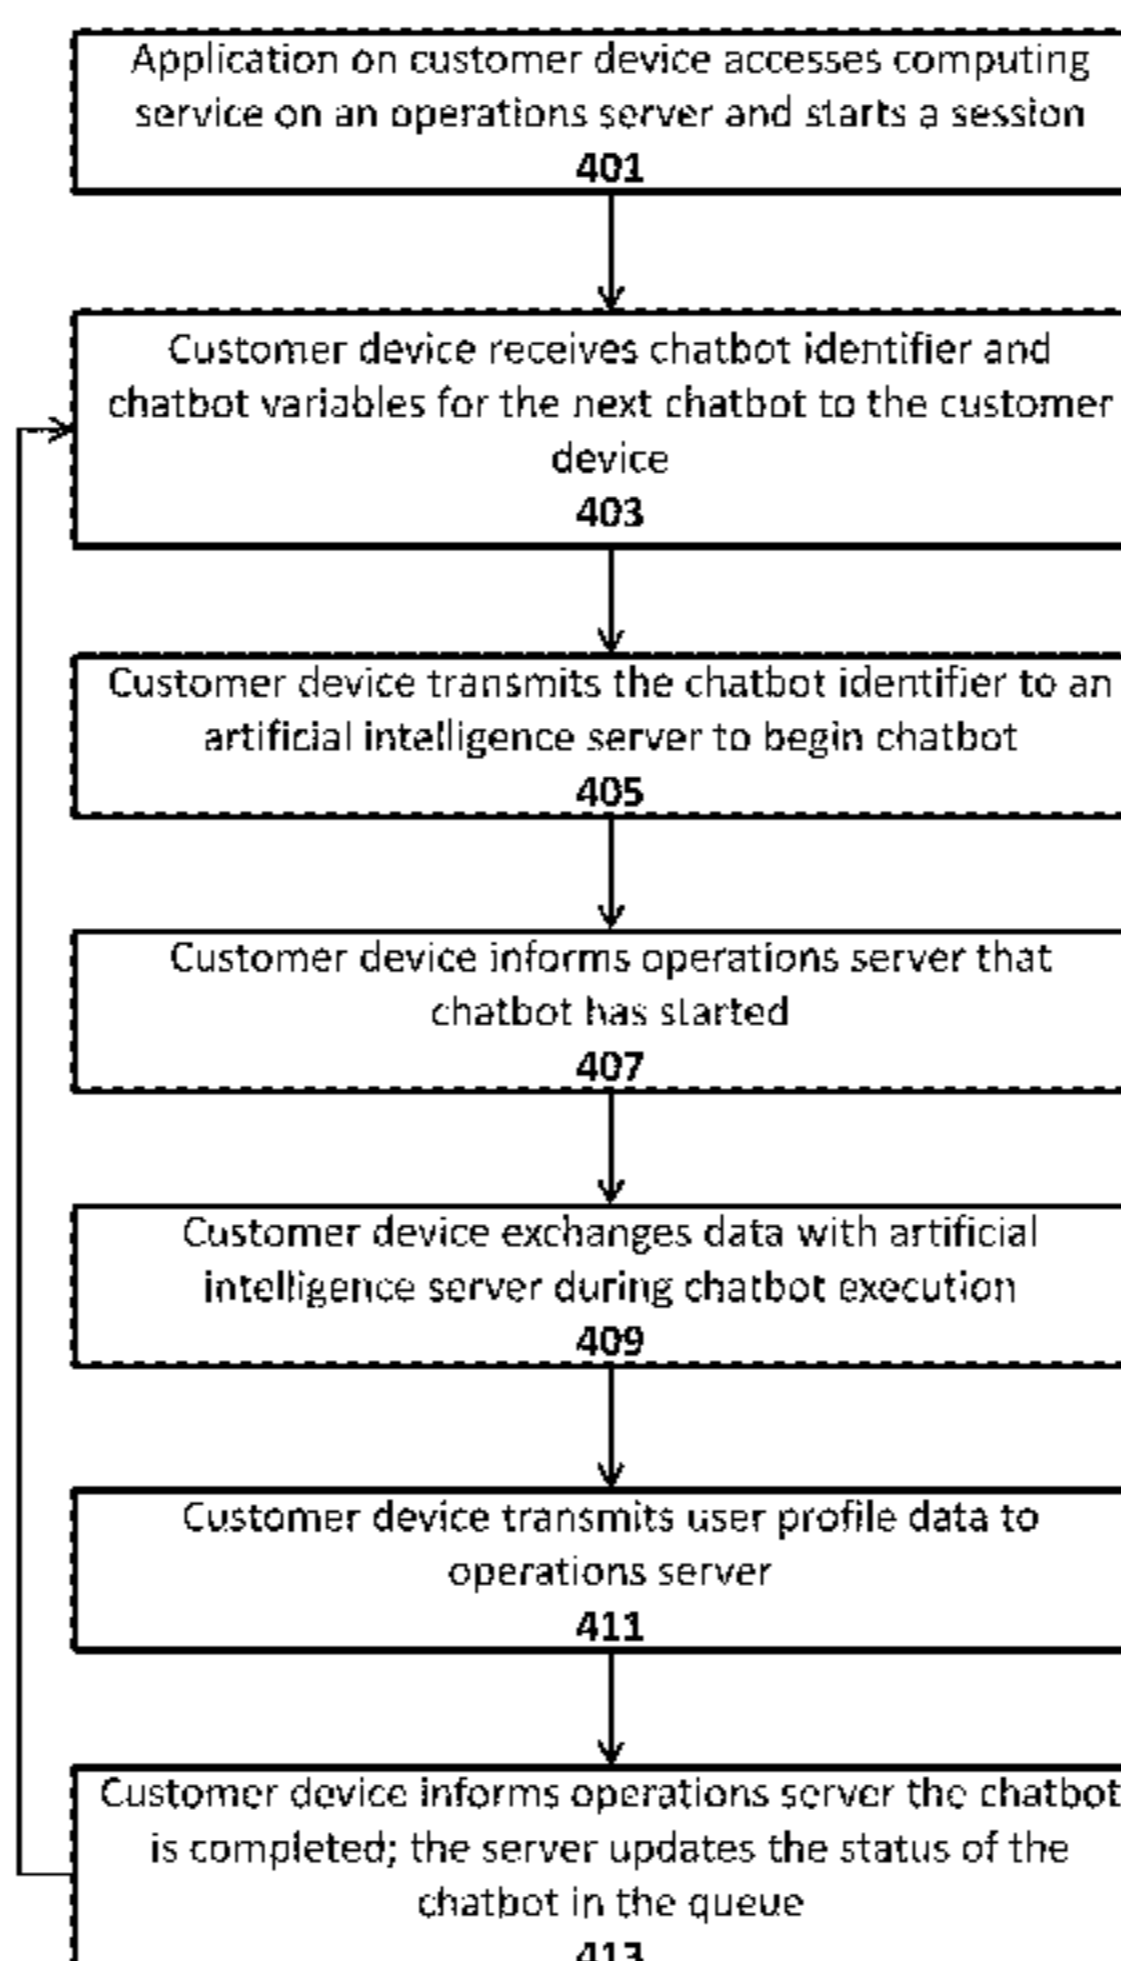 Application on customer device accesses computing
service on an operations server and starts a session
401
Customer device receives chatbot identifier and
chatbot variables for the next chatbot to the customer
device
403
Customer device transmits the chatbot identifier to an
artificial intelligence server to begin chatbot
405
Customer device informs operations server that
chatbot has started
407
Customer device exchanges data with artificial
intelligence server during chatbot execution
409
Customer device transmits user profile data to
operations server
411
Customer device informs operations server the chatbot
is completed; the server updates the status of the
chatbot in the queue
413